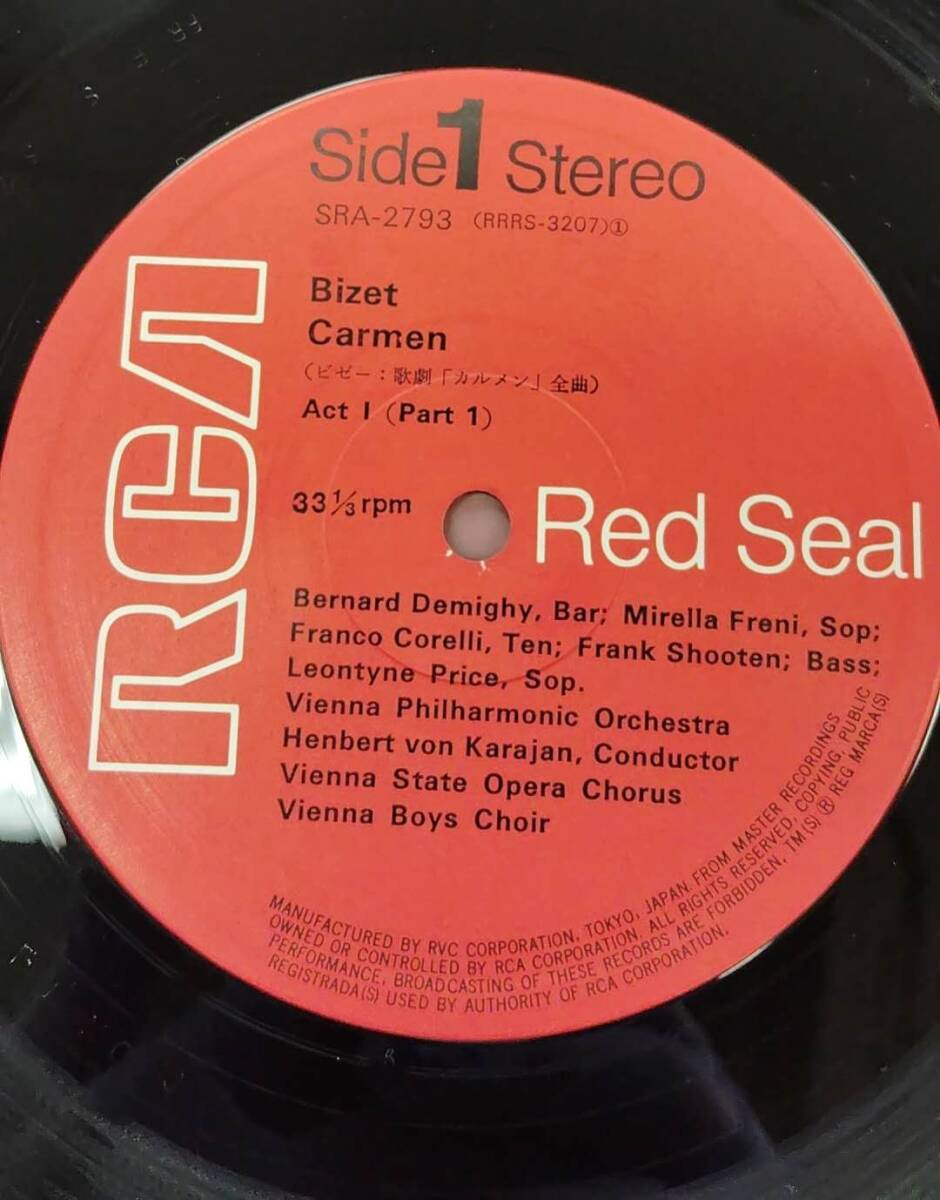 Side 1 Stereo
SRA-2793 (RRRS-3207)①
Bizet
Carmen
(ビゼー：歌劇「カルメン」全曲)
Act I (Part 1)
33⅓ rpm
RCA
Red Seal
Bernard Demighy, Bar; Mirella Freni, Sop;
Franco Corelli, Ten; Frank Shooten; Bass;
Leontyne Price, Sop.
Vienna Philharmonic Orchestra
Henbert von Karajan, Conductor
Vienna State Opera Chorus
Vienna Boys Choir
MANUFACTURED BY RVC CORPORATION, TOKYO, JAPAN. FROM MASTER RECORDINGS
OWNED OR CONTROLLED BY RCA CORPORATION. ALL RIGHTS RESERVED, COPYING, PUBLIC
PERFORMANCE, BROADCASTING OF THESE RECORDS ARE FORBIDDEN, TM(S) ® REG MARCA(S)
REGISTRADA(S) USED BY AUTHORITY OF RCA CORPORATION.